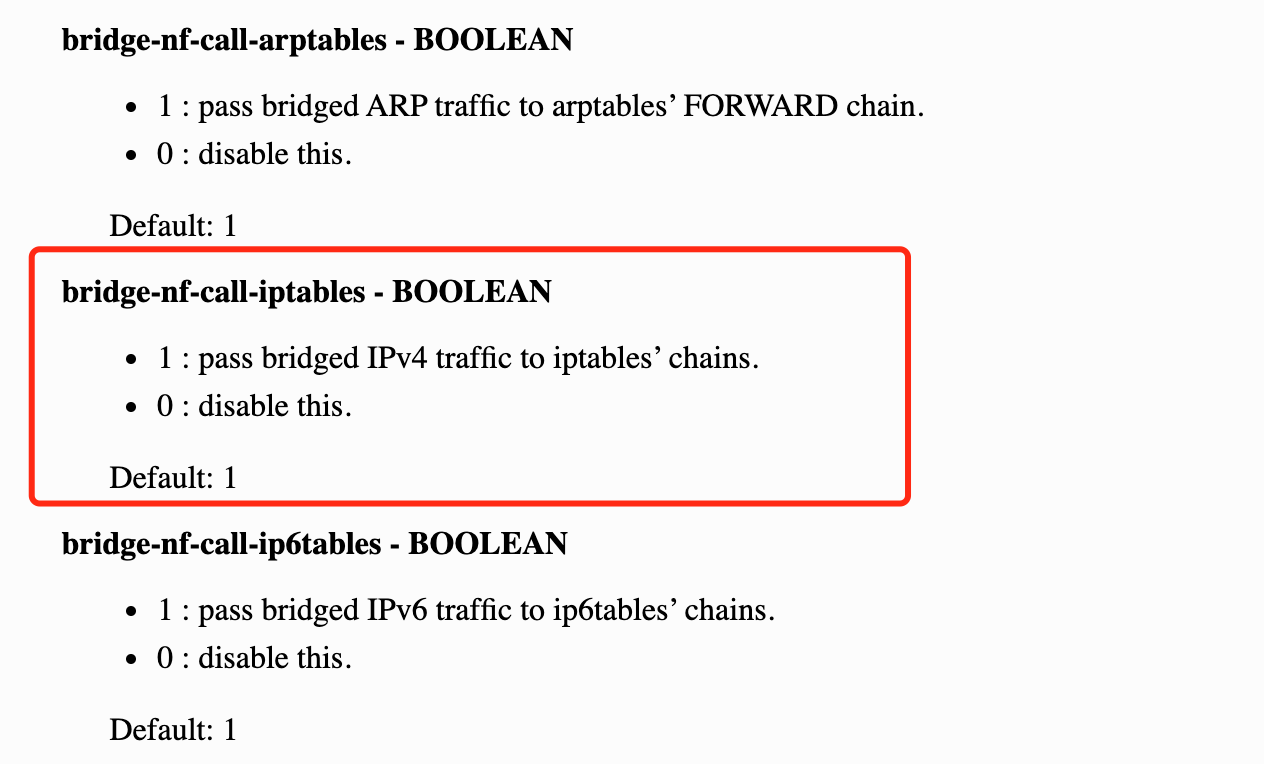 bridge-nf-call-arptables - BOOLEAN
• 1 : pass bridged ARP traffic to arptables’ FORWARD chain.
• 0 : disable this.
Default: 1
bridge-nf-call-iptables - BOOLEAN
• 1 : pass bridged IPv4 traffic to iptables’ chains.
• 0 : disable this.
Default: 1
bridge-nf-call-ip6tables - BOOLEAN
• 1 : pass bridged IPv6 traffic to ip6tables’ chains.
• 0 : disable this.
Default: 1